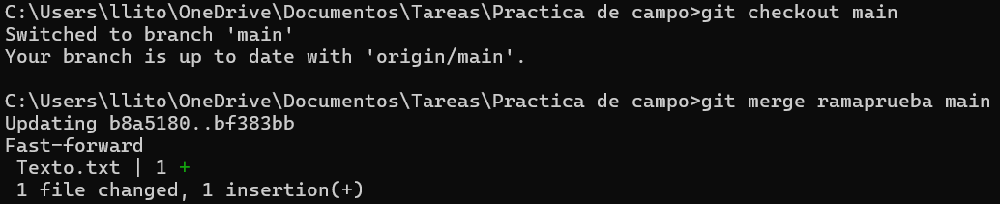 C:\Users\llito\OneDrive\Documentos\Tareas\Practica de campo>git checkout main
Switched to branch 'main'
Your branch is up to date with 'origin/main'.
C:\Users\llito\OneDrive\Documentos\Tareas\Practica de campo>git merge ramaprueba main
Updating b8a5180..bf383bb
Fast-forward
 Texto.txt | 1 +
 1 file changed, 1 insertion(+)